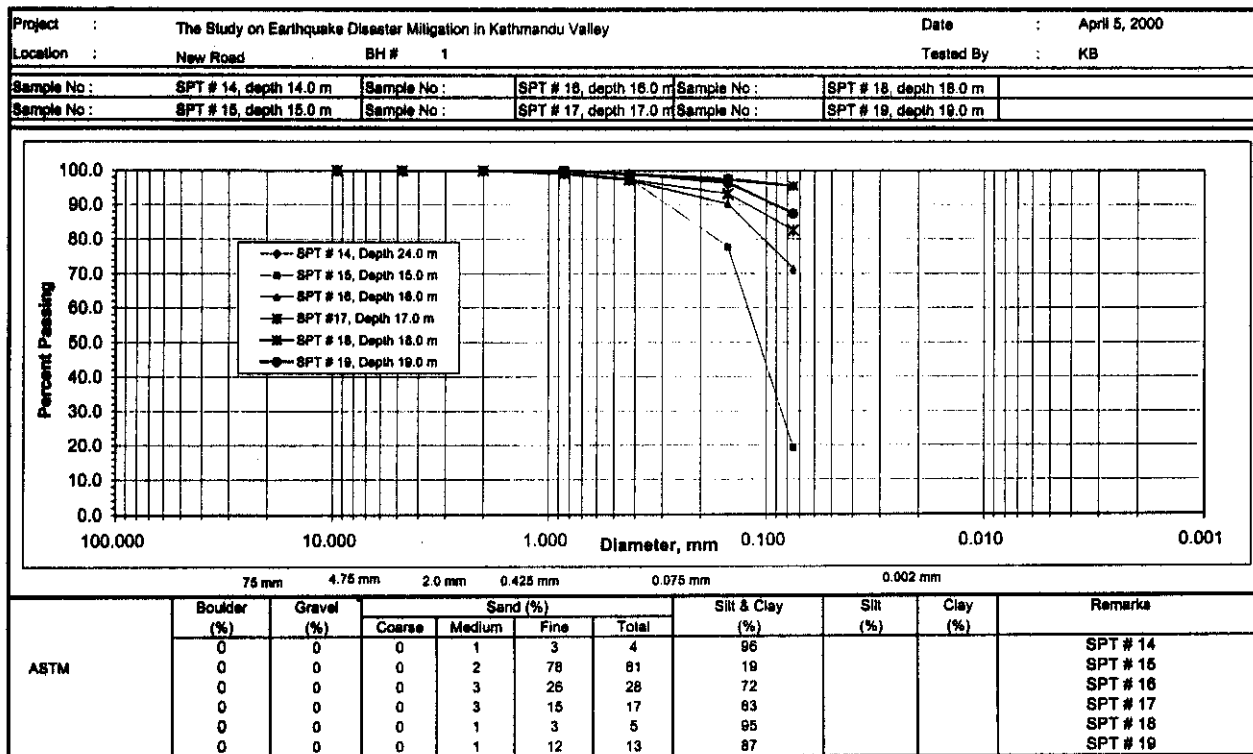 Project : The Study on Earthquake Disaster Mitigation in Kathmandu Valley Date : April 5, 2000
Location : New Road BH # 1 Tested By : KB
Sample No : SPT # 14, depth 14.0 m Sample No : SPT # 16, depth 16.0 m Sample No : SPT # 18, depth 18.0 m
Sample No : SPT # 15, depth 15.0 m Sample No : SPT # 17, depth 17.0 m Sample No : SPT # 19, depth 19.0 m
Percent Passing
100.0
90.0
80.0
70.0
60.0
50.0
40.0
30.0
20.0
10.0
0.0
SPT # 14, Depth 24.0 m
SPT # 15, Depth 15.0 m
SPT # 16, Depth 16.0 m
SPT #17, Depth 17.0 m
SPT # 18, Depth 18.0 m
SPT # 19, Depth 19.0 m
100.000 10.000 1.000 Diameter, mm 0.100 0.010 0.001
75 mm 4.75 mm 2.0 mm 0.425 mm 0.075 mm 0.002 mm
Boulder Gravel Sand (%) Silt & Clay Silt Clay Remarks
(%) (%) Coarse Medium Fine Total (%) (%) (%)
0 0 0 1 3 4 96 SPT # 14
ASTM 0 0 0 2 78 81 19 SPT # 15
0 0 0 3 26 28 72 SPT # 16
0 0 0 3 15 17 83 SPT # 17
0 0 0 1 3 5 95 SPT # 18
0 0 0 1 12 13 87 SPT # 19